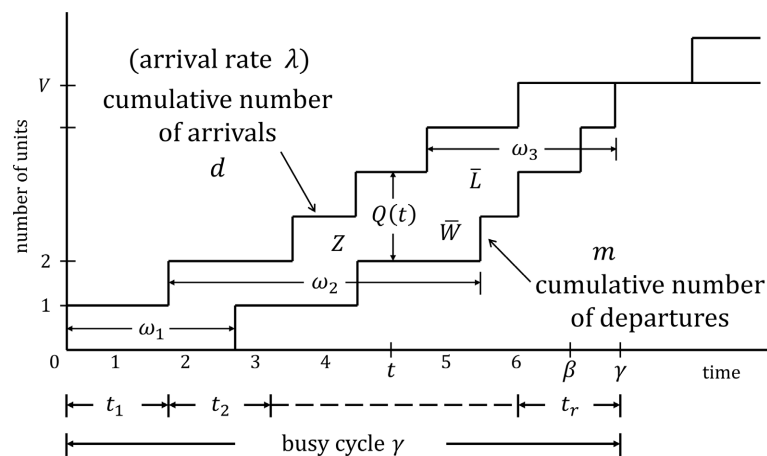 (arrival rate λ)
cumulative number
of arrivals
d
V
number of units
2
1
0
ω₃
L̄
Q(t)
Z
W̄
ω₂
m
cumulative number
of departures
ω₁
1
2
3
4
t
5
6
β
γ
time
t₁
t₂
tᵣ
busy cycle γ